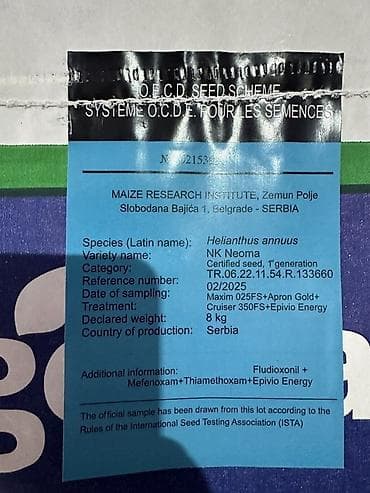 O.E.C.D. SEED SCHEME
SYSTEME O.C.D.E. POUR LES SEMENCES
MAIZE RESEARCH INSTITUTE, Zemun Polje
Slobodana Bajića 1, Belgrade - SERBIA
Species (Latin name): Helianthus annuus
Variety name: NK Neoma
Category: Certified seed, 1st generation
Reference number: TR.06.22.11.54.R.133660
Date of sampling: 02/2025
Treatment: Maxim 025FS+Apron Gold+
Cruiser 350FS+Epivio Energy
Declared weight: 8 kg
Country of production: Serbia
Additional information: Fludioxonil +
Mefenoxam+Thiamethoxam+Epivio Energy
The official sample has been drawn from this lot according to the
Rules of the International Seed Testing Association (ISTA)